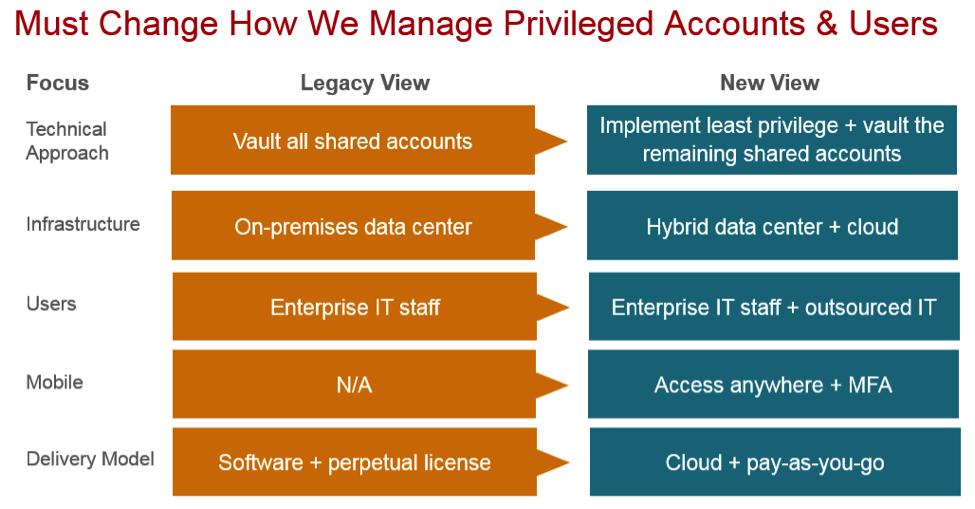 Must Change How We Manage Privileged Accounts & Users
Focus
Legacy View
New View
Technical
Approach
Vault all shared accounts
Implement least privilege + vault the
remaining shared accounts
Infrastructure
On-premises data center
Hybrid data center + cloud
Users
Enterprise IT staff
Enterprise IT staff + outsourced IT
Mobile
N/A
Access anywhere + MFA
Delivery Model
Software + perpetual license
Cloud + pay-as-you-go